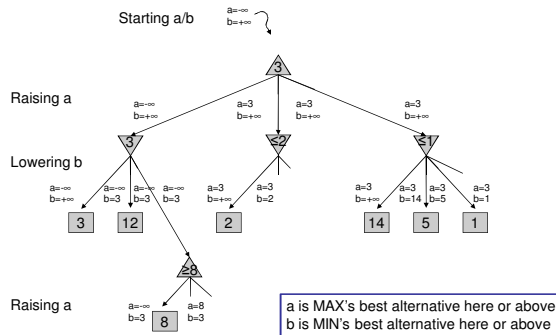 Starting a/b
a=-∞
b=+∞
3
Raising a
a=-∞
b=+∞
a=3
b=+∞
a=3
b=+∞
a=3
b=+∞
3
≤2
≤1
Lowering b
a=-∞
b=+∞
a=-∞
b=3
a=-∞
b=3
a=-∞
b=3
a=3
b=+∞
a=3
b=2
a=3
b=+∞
a=3
b=14
a=3
b=5
a=3
b=1
3
12
2
14
5
1
≥8
Raising a
a=-∞
b=3
8
a=8
b=3
a is MAX's best alternative here or above
b is MIN's best alternative here or above